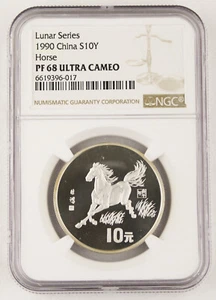 Lunar Series
1990 China S10Y
Horse
PF 68 ULTRA CAMEO
6619396-017
NUMISMATIC GUARANTY CORPORATION
NGC
10元